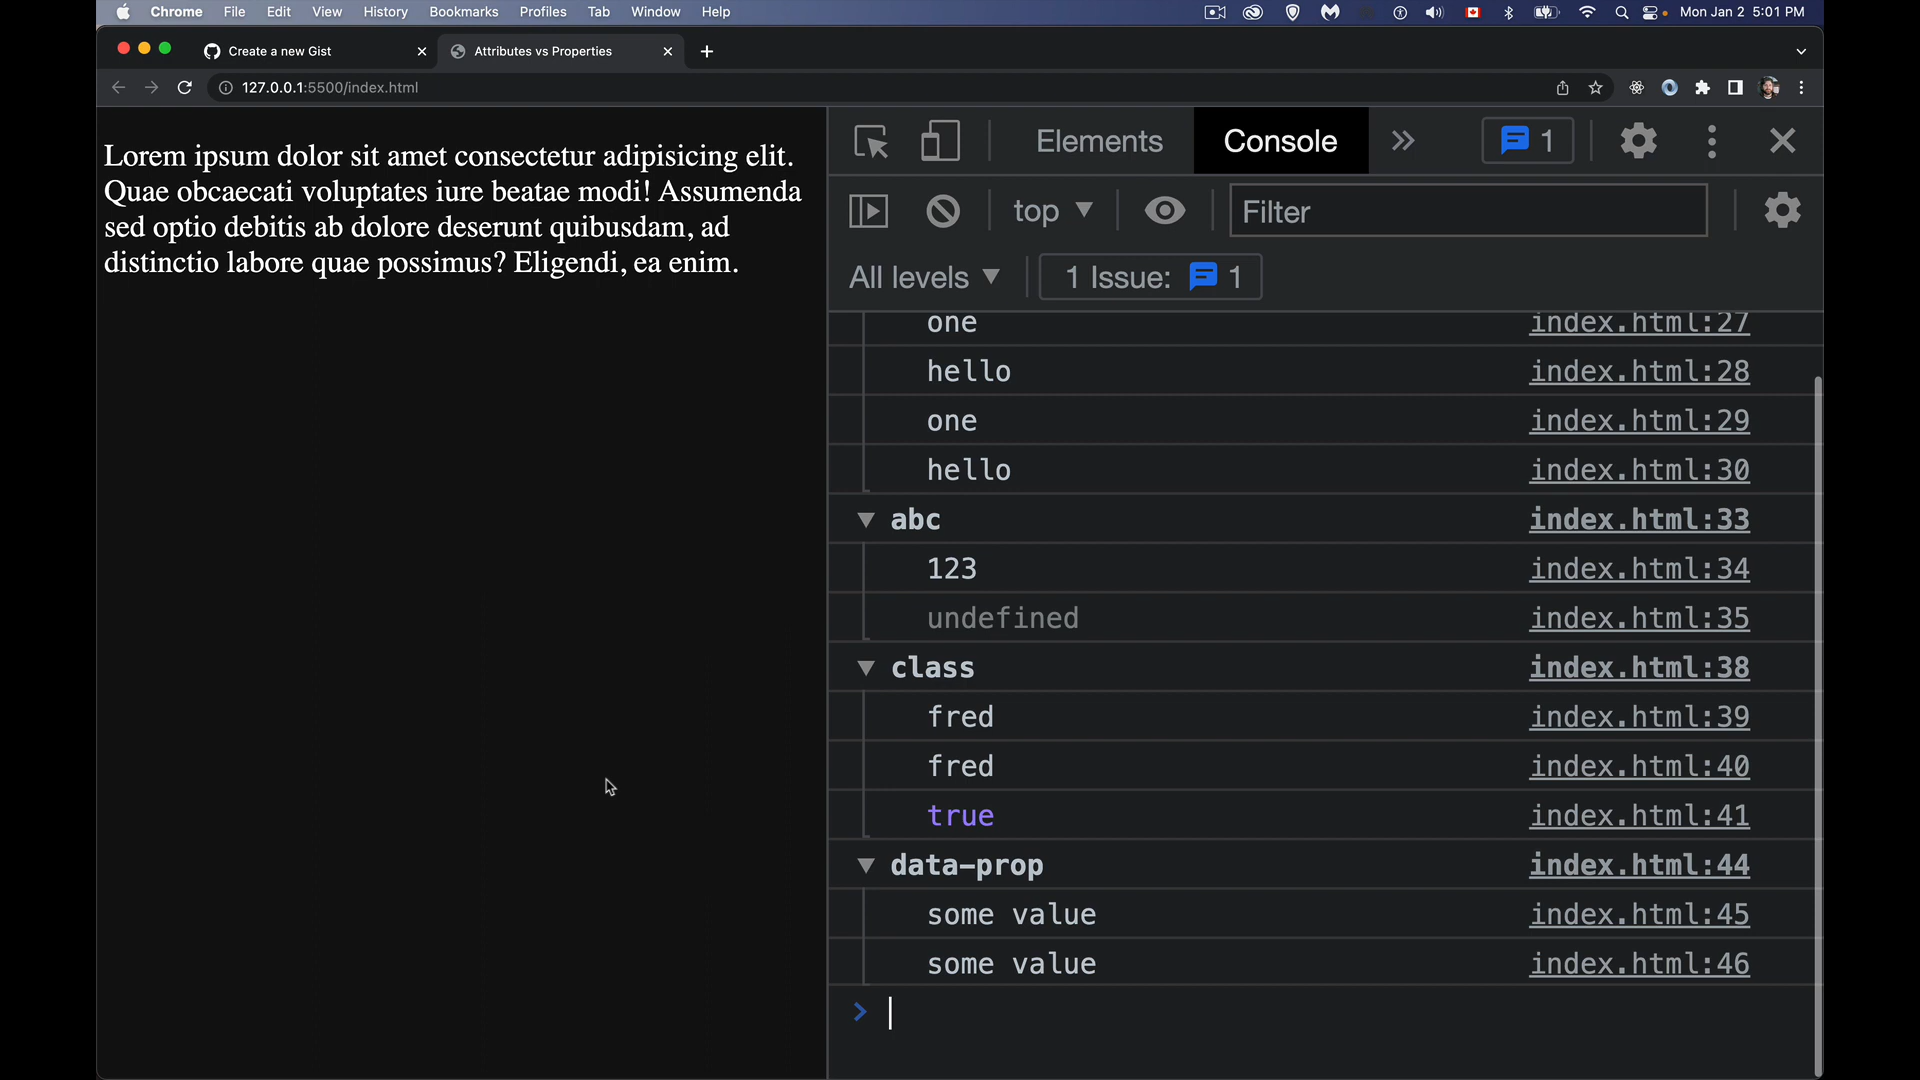 Chrome File Edit View History Bookmarks Profiles Tab Window Help Mon Jan 2 5:01 PM
Create a new Gist Attributes vs Properties
127.0.0.1:5500/index.html
Lorem ipsum dolor sit amet consectetur adipisicing elit.
Quae obcaecati voluptates iure beatae modi! Assumenda
sed optio debitis ab dolore deserunt quibusdam, ad
distinctio labore quae possimus? Eligendi, ea enim.
Elements Console 1
top Filter
All levels 1 Issue: 1
one index.html:27
hello index.html:28
one index.html:29
hello index.html:30
abc index.html:33
123 index.html:34
undefined index.html:35
class index.html:38
fred index.html:39
fred index.html:40
true index.html:41
data-prop index.html:44
some value index.html:45
some value index.html:46